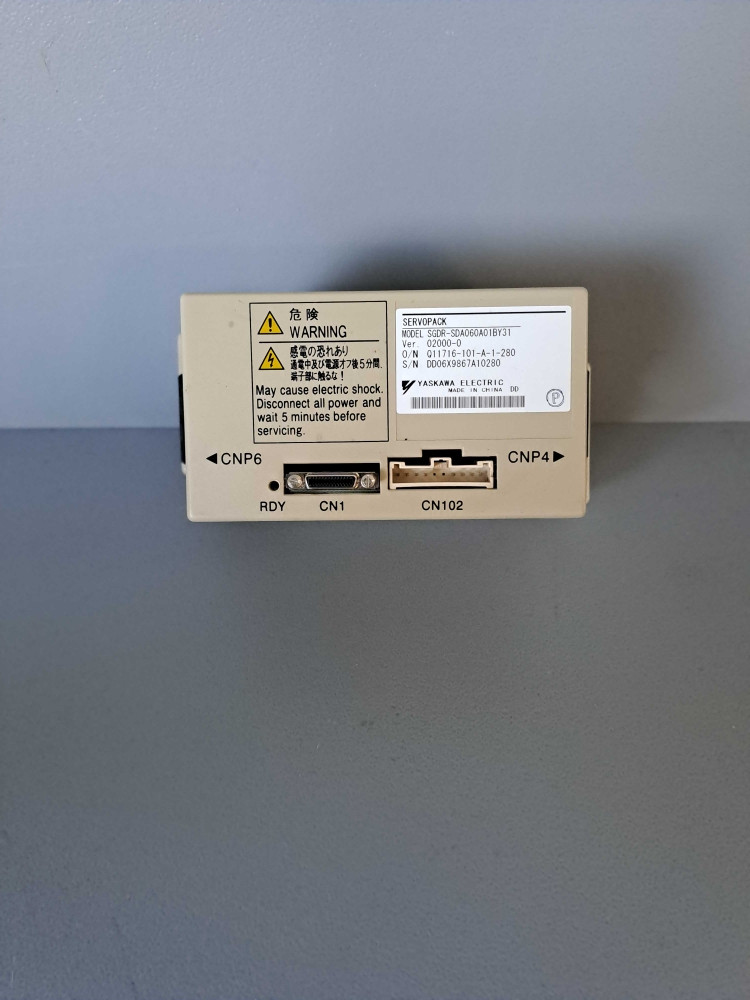 危険
WARNING
感電の恐れあり
通電中及び電源オフ後5分間、
端子部に触るな！
May cause electric shock.
Disconnect all power and
wait 5 minutes before
servicing.
SERVOPACK
MODEL SGDR-SDA060A01BY31
Ver. 02000-0
O/N Q11716-101-A-1-280
S/N DD06X9867A10280
YASKAWA ELECTRIC
MADE IN CHINA DD
P
◀CNP6
CNP4▶
RDY CN1 CN102